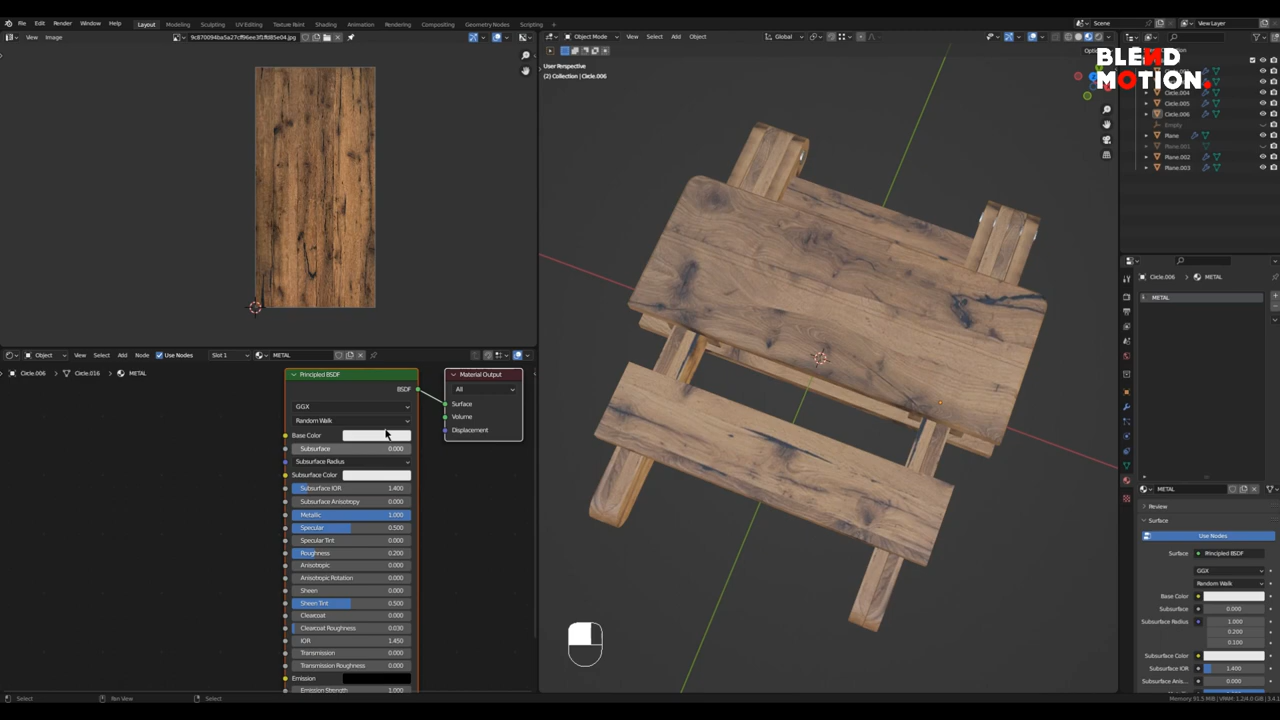 File Edit Render Window Help Layout Modeling Sculpting UV Editing Texture Paint Shading Animation Rendering Compositing Geometry Nodes Scripting Scene View Layer
View Image
Object Mode View Select Add Object Global
BLEND
MOTION.
User Perspective
(2) Collection | Circle.006
Circle.004
Circle.005
Circle.006
Empty
Plane
Plane.001
Plane.002
Plane.003
Object View Select Add Node Use Nodes Slot 1 METAL
Circle.006 Circle.016 METAL
Principled BSDF
BSDF
GGX
Random Walk
Base Color
Subsurface 0.000
Subsurface Radius
Subsurface Color
Subsurface IOR 1.400
Subsurface Anisotropy 0.000
Metallic 1.000
Specular 0.500
Specular Tint 0.000
Roughness 0.200
Anisotropic 0.000
Anisotropic Rotation 0.000
Sheen 0.000
Sheen Tint 0.500
Clearcoat 0.000
Clearcoat Roughness 0.030
IOR 1.450
Transmission 0.000
Transmission Roughness 0.000
Emission
Emission Strength 1.000
Material Output
All
Surface
Volume
Displacement
Circle.006 METAL
METAL
METAL
Preview
Surface
Use Nodes
Surface Principled BSDF
GGX
Random Walk
Base Color
Subsurface 0.000
Subsurface Radius 1.000
0.200
0.100
Subsurface Color
Subsurface IOR 1.400
Subsurface Anis... 0.000
Select Pan View Select